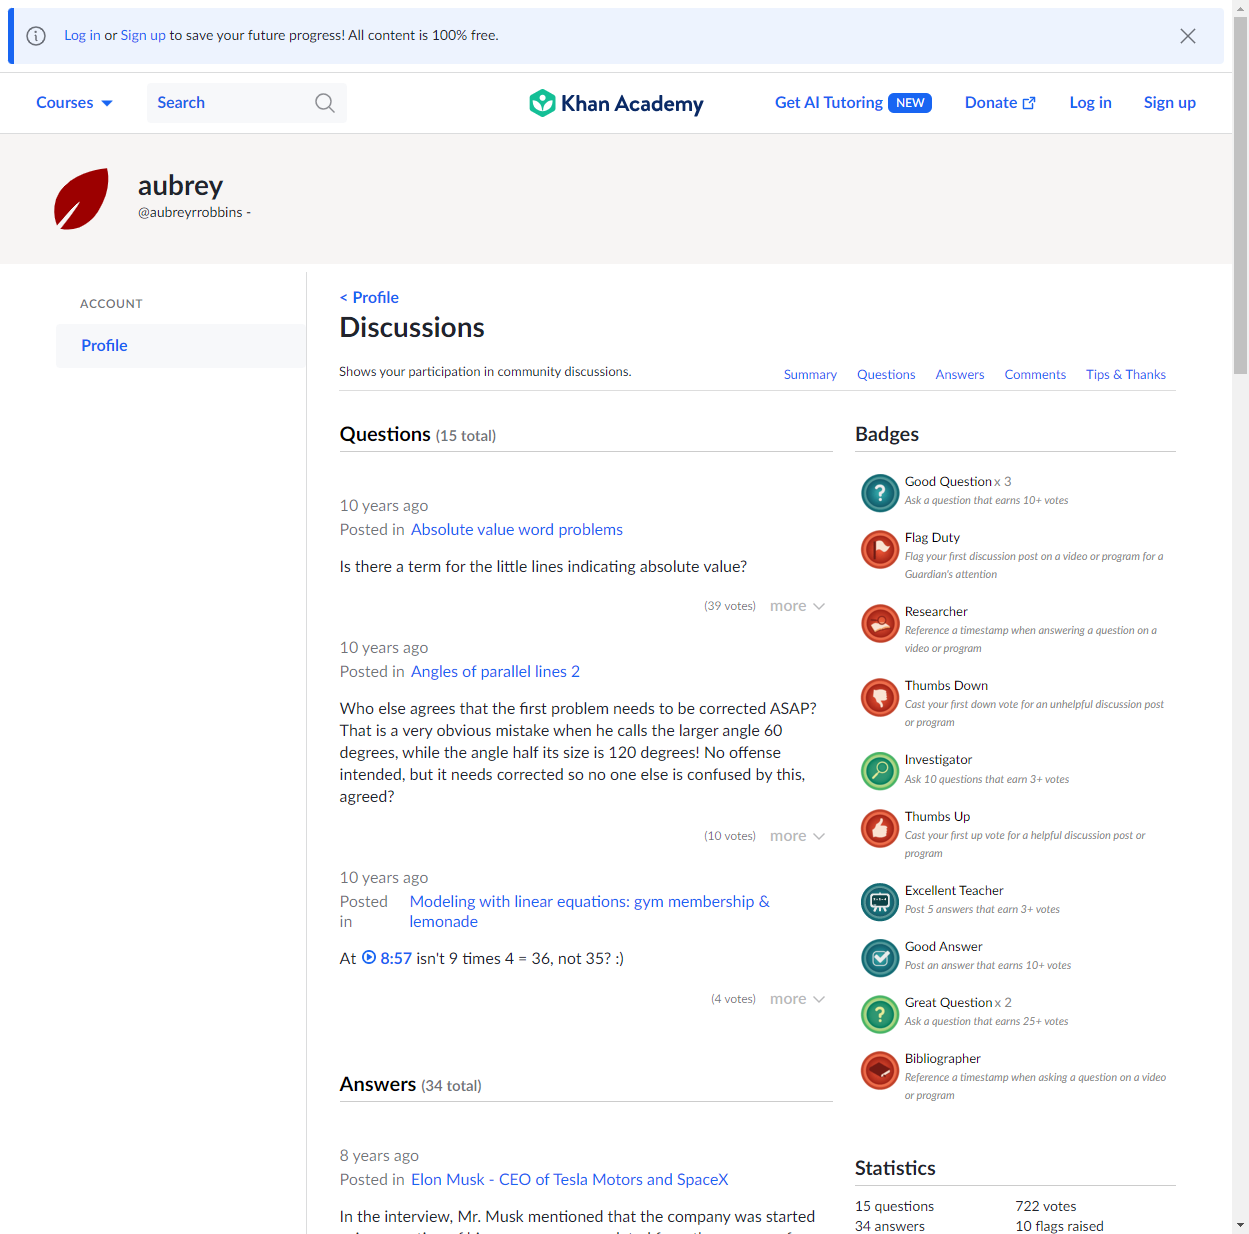 Log in or Sign up to save your future progress! All content is 100% free.
Courses
Search
Khan Academy
Get AI Tutoring NEW
Donate
Log in
Sign up
aubrey
@aubreyrrobbins -
ACCOUNT
Profile
< Profile
Discussions
Shows your participation in community discussions.
Summary Questions Answers Comments Tips & Thanks
Questions (15 total)
10 years ago
Posted in Absolute value word problems
Is there a term for the little lines indicating absolute value?
(39 votes) more
10 years ago
Posted in Angles of parallel lines 2
Who else agrees that the first problem needs to be corrected ASAP?
That is a very obvious mistake when he calls the larger angle 60
degrees, while the angle half its size is 120 degrees! No offense
intended, but it needs corrected so no one else is confused by this,
agreed?
(10 votes) more
10 years ago
Posted in Modeling with linear equations: gym membership &
lemonade
At 8:57 isn't 9 times 4 = 36, not 35? :)
(4 votes) more
Answers (34 total)
8 years ago
Posted in Elon Musk - CEO of Tesla Motors and SpaceX
In the interview, Mr. Musk mentioned that the company was started
Badges
Good Question x 3
Ask a question that earns 10+ votes
Flag Duty
Flag your first discussion post on a video or program for a
Guardian's attention
Researcher
Reference a timestamp when answering a question on a
video or program
Thumbs Down
Cast your first down vote for an unhelpful discussion post
or program
Investigator
Ask 10 questions that earn 3+ votes
Thumbs Up
Cast your first up vote for a helpful discussion post or
program
Excellent Teacher
Post 5 answers that earn 3+ votes
Good Answer
Post an answer that earns 10+ votes
Great Question x 2
Ask a question that earns 25+ votes
Bibliographer
Reference a timestamp when asking a question on a video
or program
Statistics
15 questions 722 votes
34 answers 10 flags raised